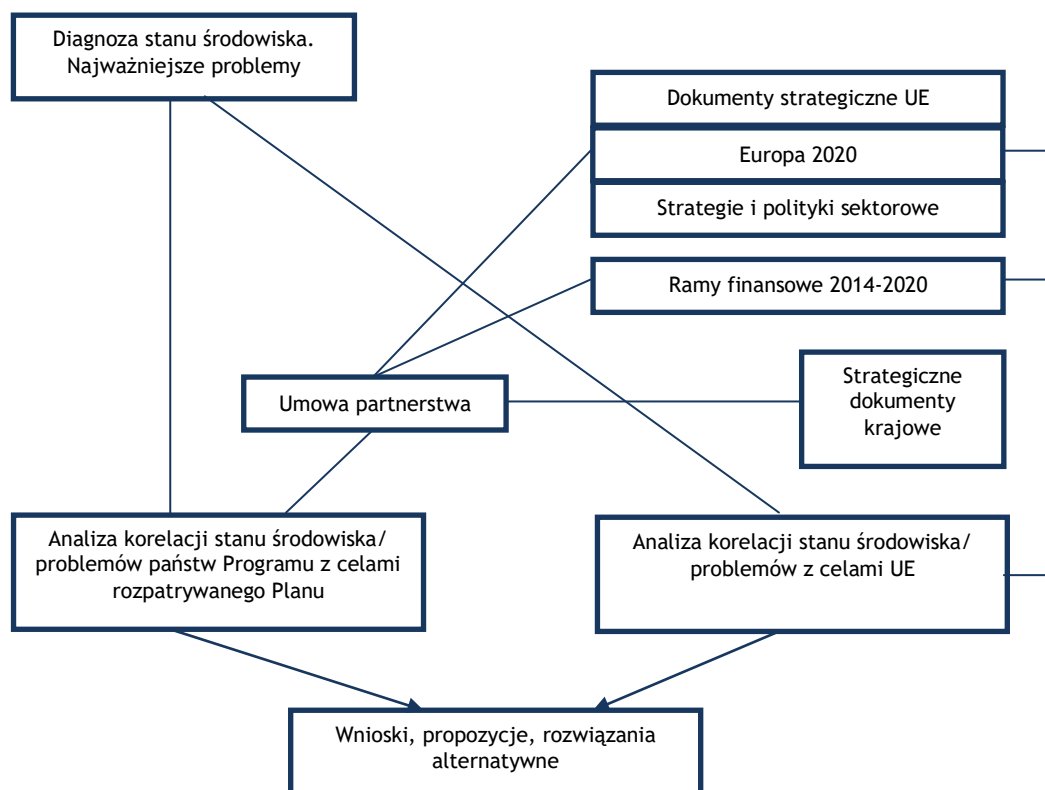 Diagnoza stanu środowiska.
Najważniejsze problemy
Dokumenty strategiczne UE
Europa 2020
Strategie i polityki sektorowe
Ramy finansowe 2014-2020
Umowa partnerstwa
Strategiczne
dokumenty
krajowe
Analiza korelacji stanu środowiska/
problemów państw Programu z celami
rozpatrywanego Planu
Analiza korelacji stanu środowiska/
problemów z celami UE
Wnioski, propozycje, rozwiązania
alternatywne